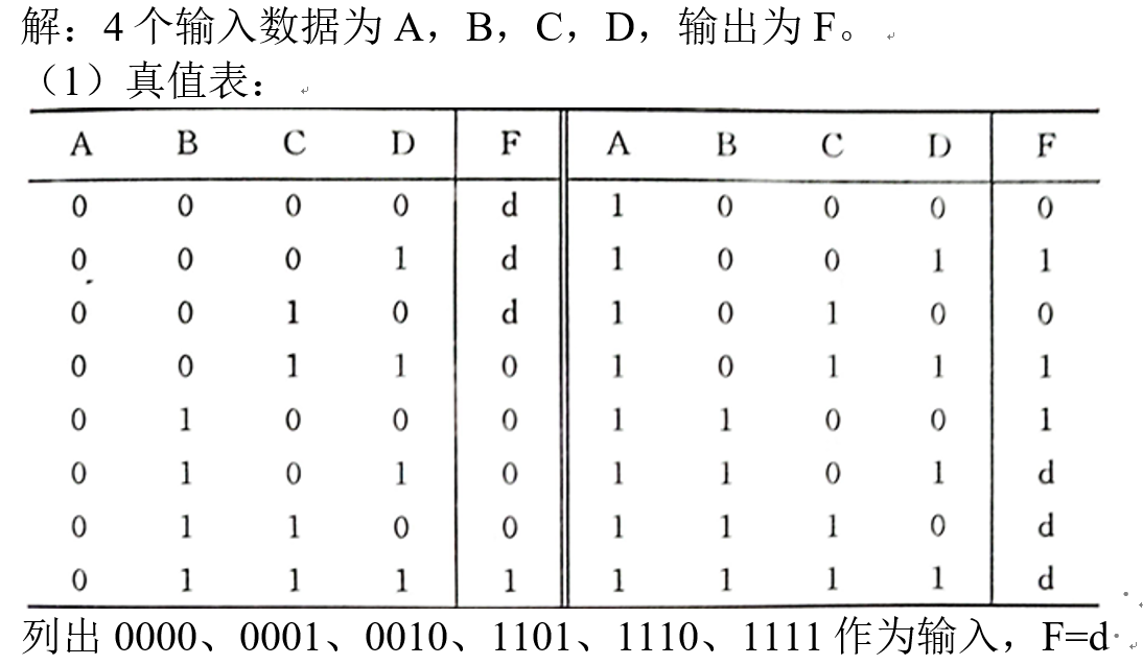 解：4个输入数据为A，B，C，D，输出为F。
（1）真值表：
A B C D F A B C D F
0 0 0 0 d 1 0 0 0 0
0 0 0 1 d 1 0 0 1 1
0 0 1 0 d 1 0 1 0 0
0 0 1 1 0 1 0 1 1 1
0 1 0 0 0 1 1 0 0 1
0 1 0 1 0 1 1 0 1 d
0 1 1 0 0 1 1 1 0 d
0 1 1 1 1 1 1 1 1 d
列出0000、0001、0010、1101、1110、1111作为输入，F=d